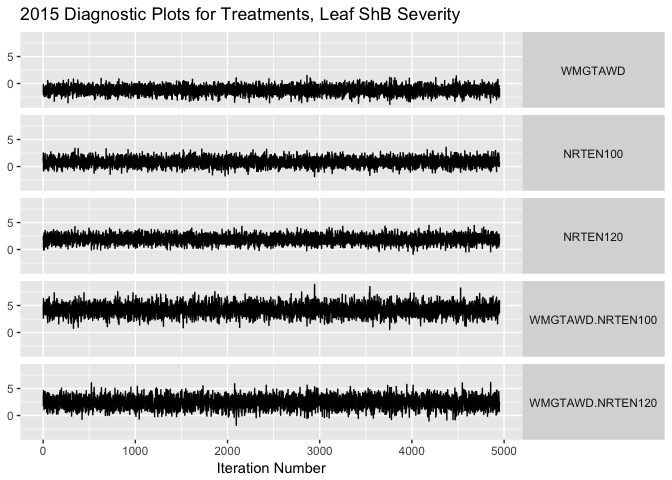 2015 Diagnostic Plots for Treatments, Leaf ShB Severity
5
0
WMGTAWD
5
0
NRTEN100
5
0
NRTEN120
5
0
WMGTAWD.NRTEN100
5
0
WMGTAWD.NRTEN120
0 1000 2000 3000 4000 5000
Iteration Number